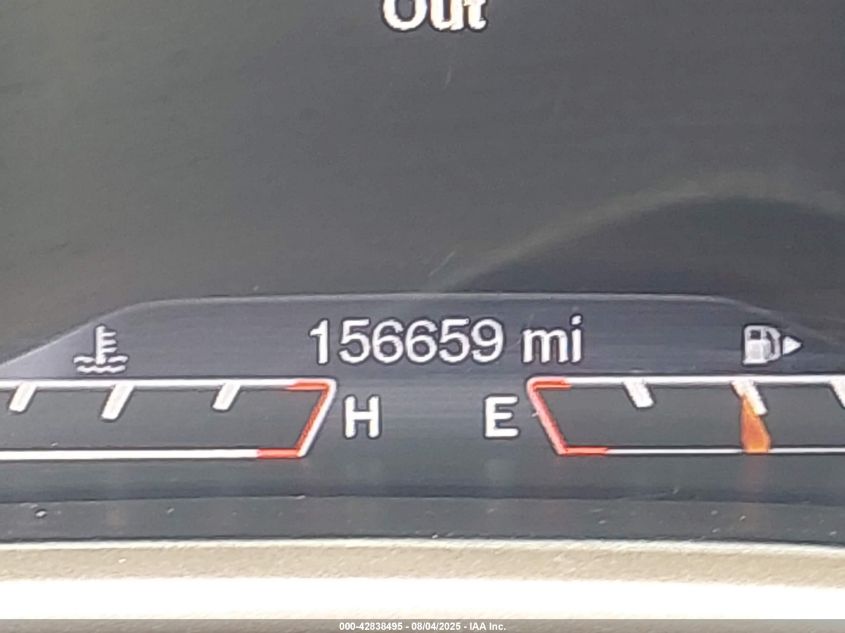 Out
156659 mi
H E
000-42838495 - 08/04/2025 - IAA Inc.